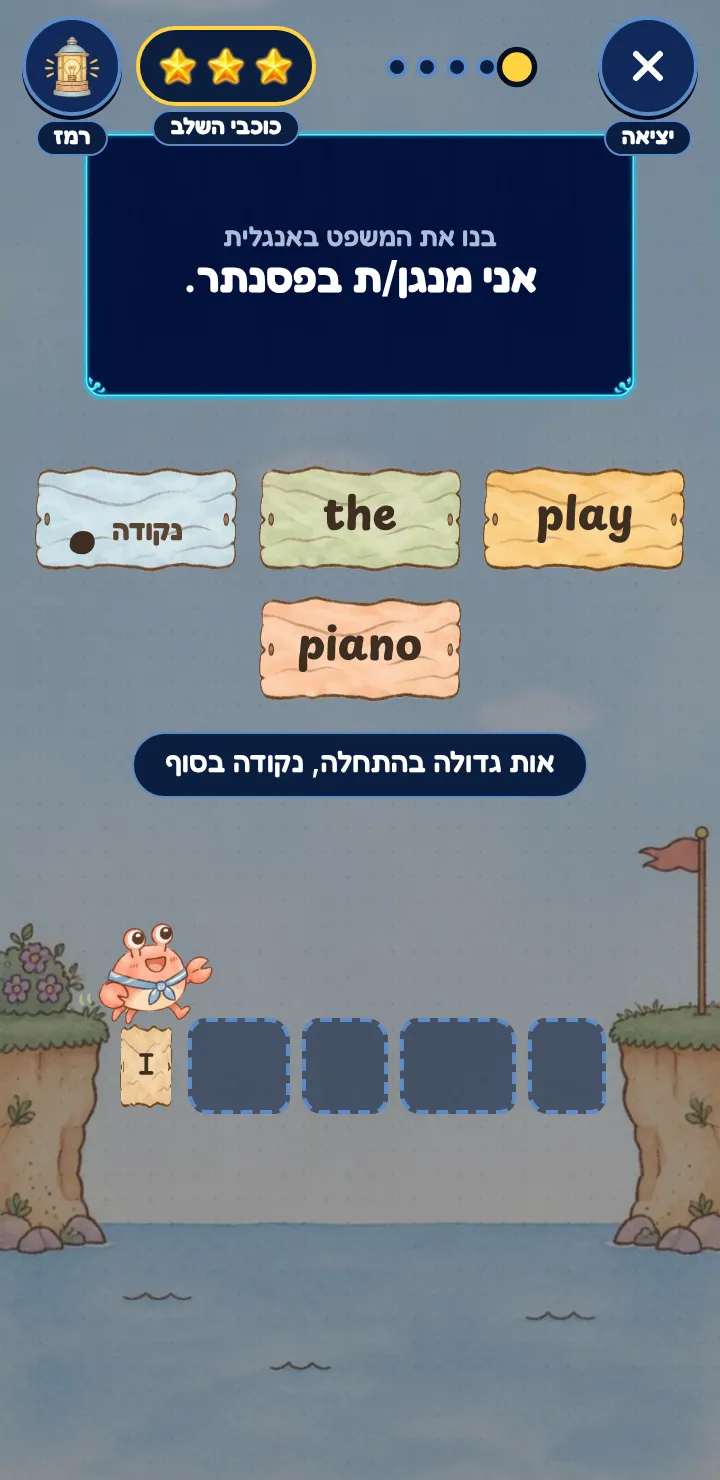 רמז
כוכבי השלב
יציאה
בנו את המשפט באנגלית
אני מנגן/ת בפסנתר.
play
the
נקודה .
piano
אות גדולה בהתחלה, נקודה בסוף
I